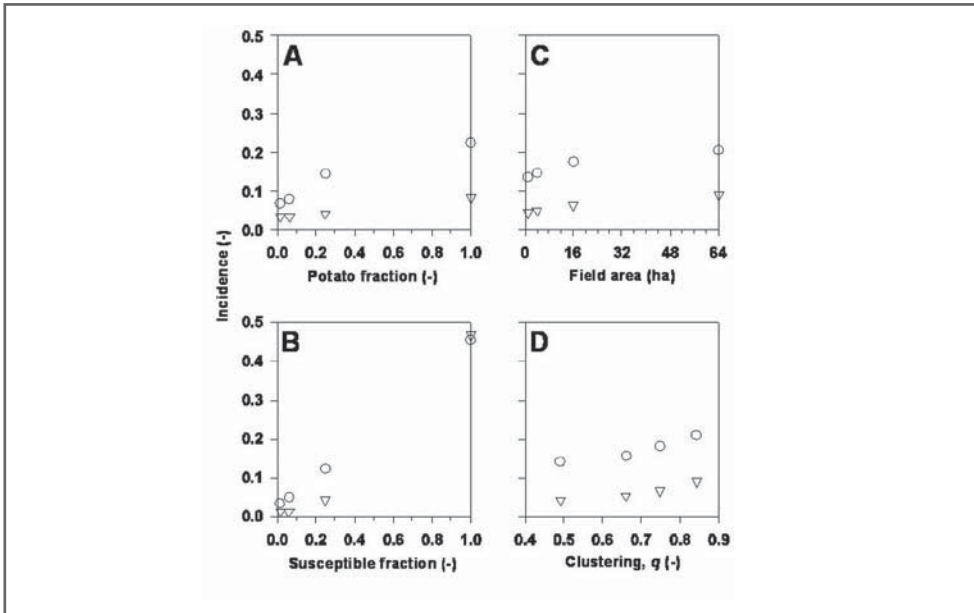 A
0.5
0.4
0.3
0.2
0.1
0.0
0.0 0.2 0.4 0.6 0.8 1.0
Potato fraction (-)
C
0 16 32 48 64
Field area (ha)
Incidence (-)
B
0.5
0.4
0.3
0.2
0.1
0.0
0.0 0.2 0.4 0.6 0.8 1.0
Susceptible fraction (-)
D
0.4 0.5 0.6 0.7 0.8 0.9
Clustering, q (-)